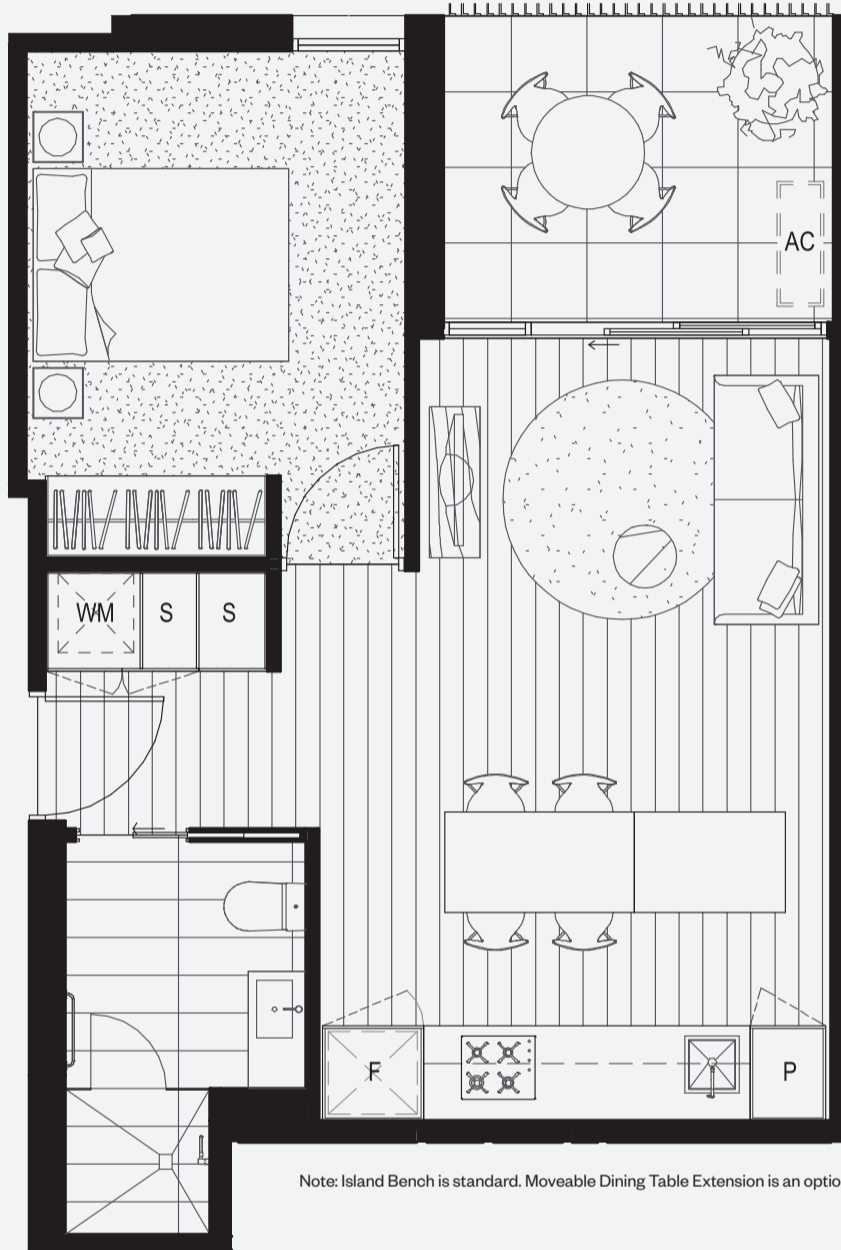 AC
WM S S
F
P
Note: Island Bench is standard. Moveable Dining Table Extension is an optio